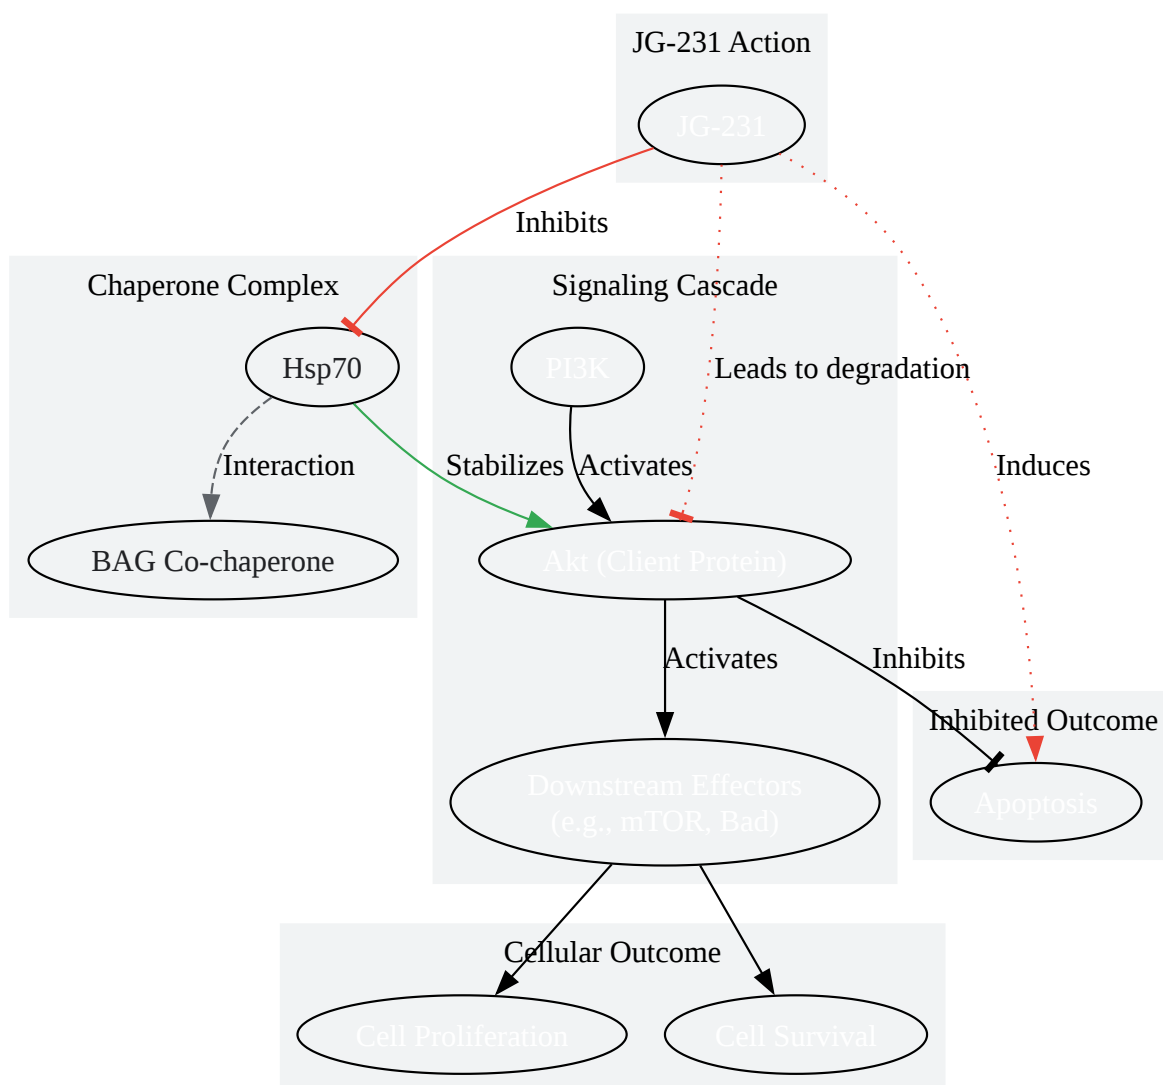 JG-231 Action
JG-231
Inhibits
Chaperone Complex
Signaling Cascade
Hsp70
PI3K
Leads to degradation
Interaction
Stabilizes
Activates
Induces
BAG Co-chaperone
Akt (Client Protein)
Activates
Inhibits
Inhibited Outcome
Downstream Effectors
(e.g., mTOR, Bad)
Apoptosis
Cellular Outcome
Cell Proliferation
Cell Survival